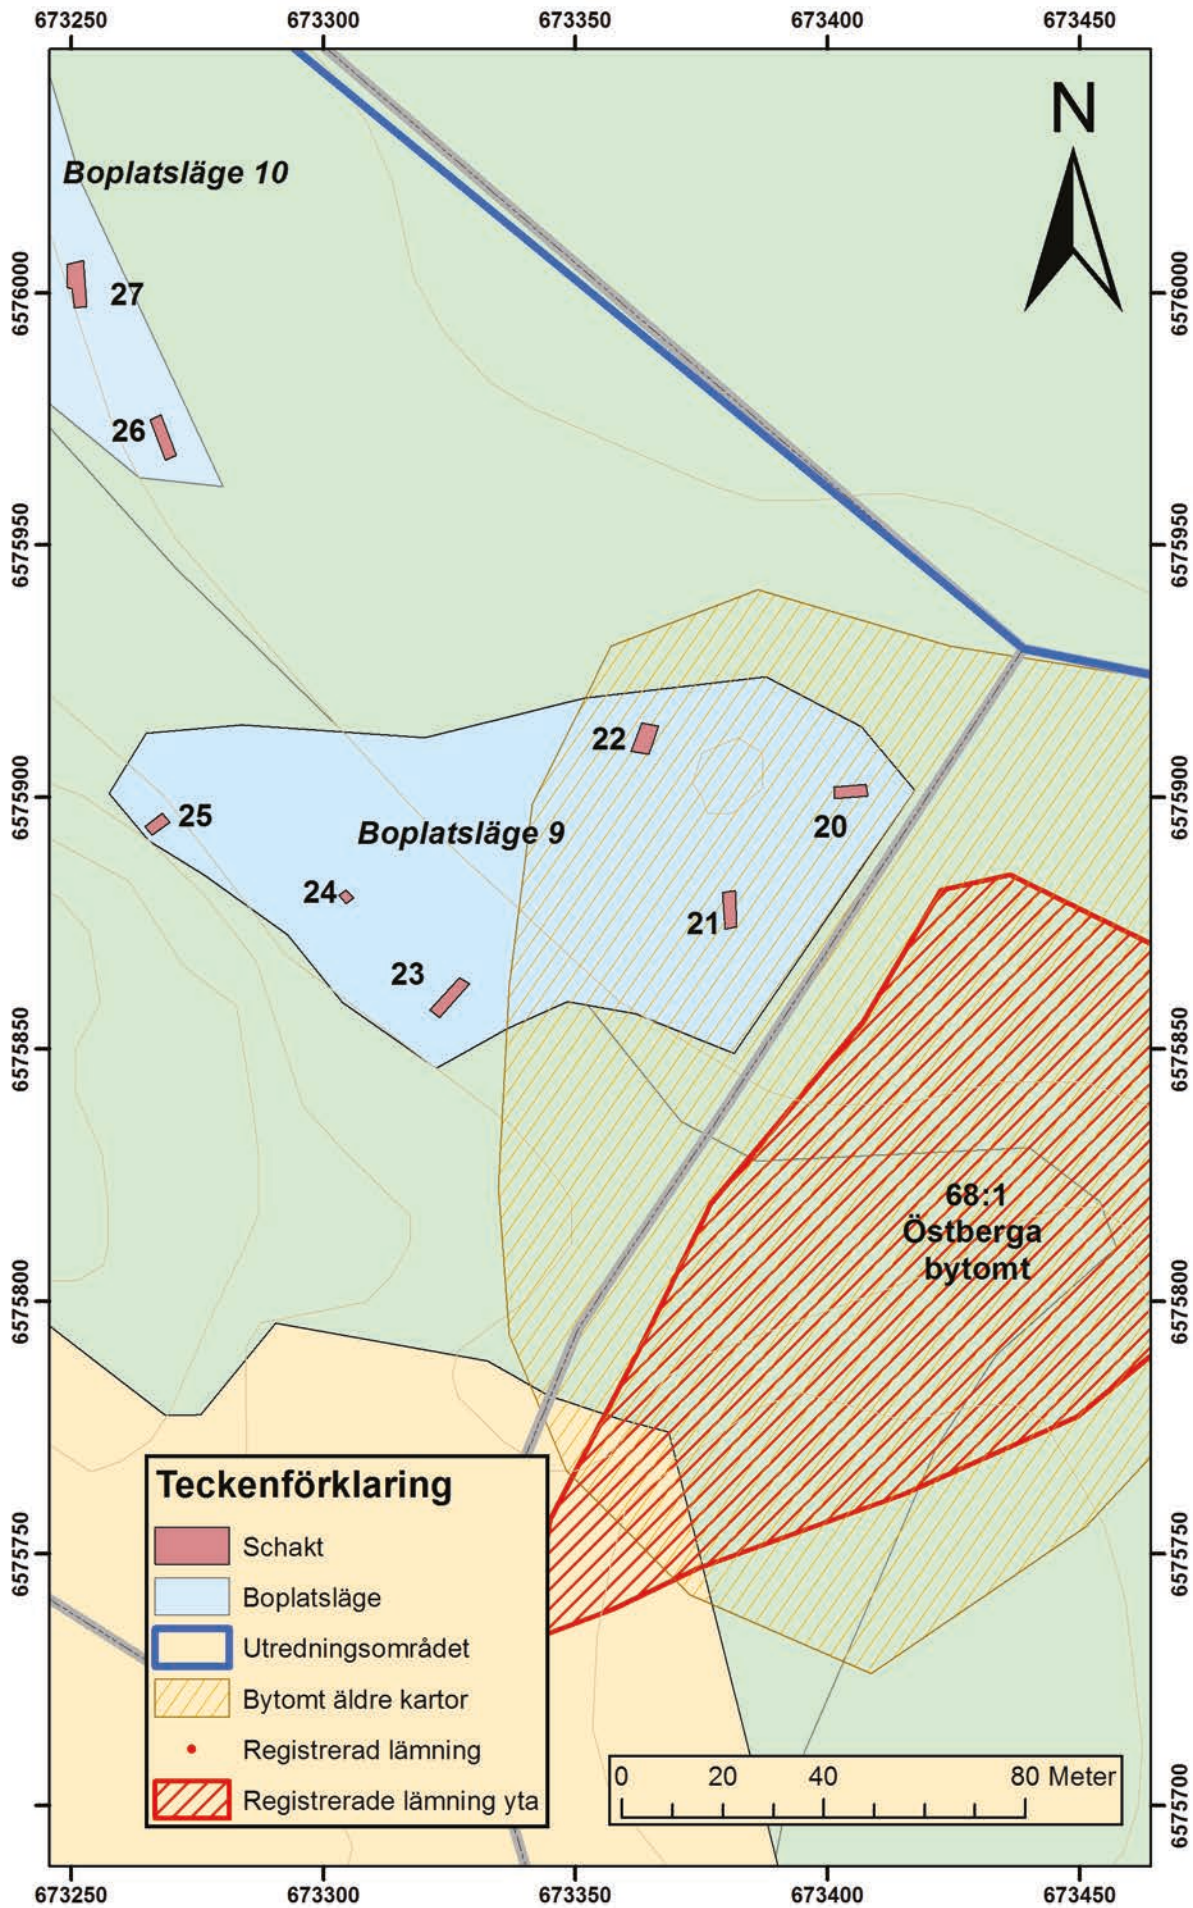 673250 673300 673350 673400 673450
N
Boplatsläge 10
6576000 6576000
27
26
6575950 6575950
22
6575900 6575900
25
20
Boplatsläge 9
24
21
23
6575850 6575850
68:1
Östberga
bytomt
6575800 6575800
Teckenförklaring
Schakt
6575750 6575750
Boplatsläge
Utredningsområdet
Bytomt äldre kartor
Registrerad lämning
0 20 40 80 Meter
Registrerade lämning yta
6575700
673250 673300 673350 673400 673450